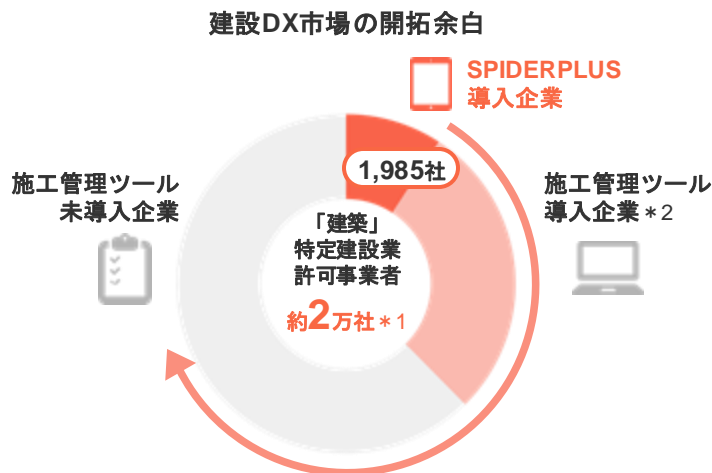 建設DX市場の開拓余白
SPIDERPLUS
導入企業
1,985社
施工管理ツール
未導入企業
施工管理ツール
導入企業＊2
「建築」
特定建設業
許可事業者
約2万社＊1